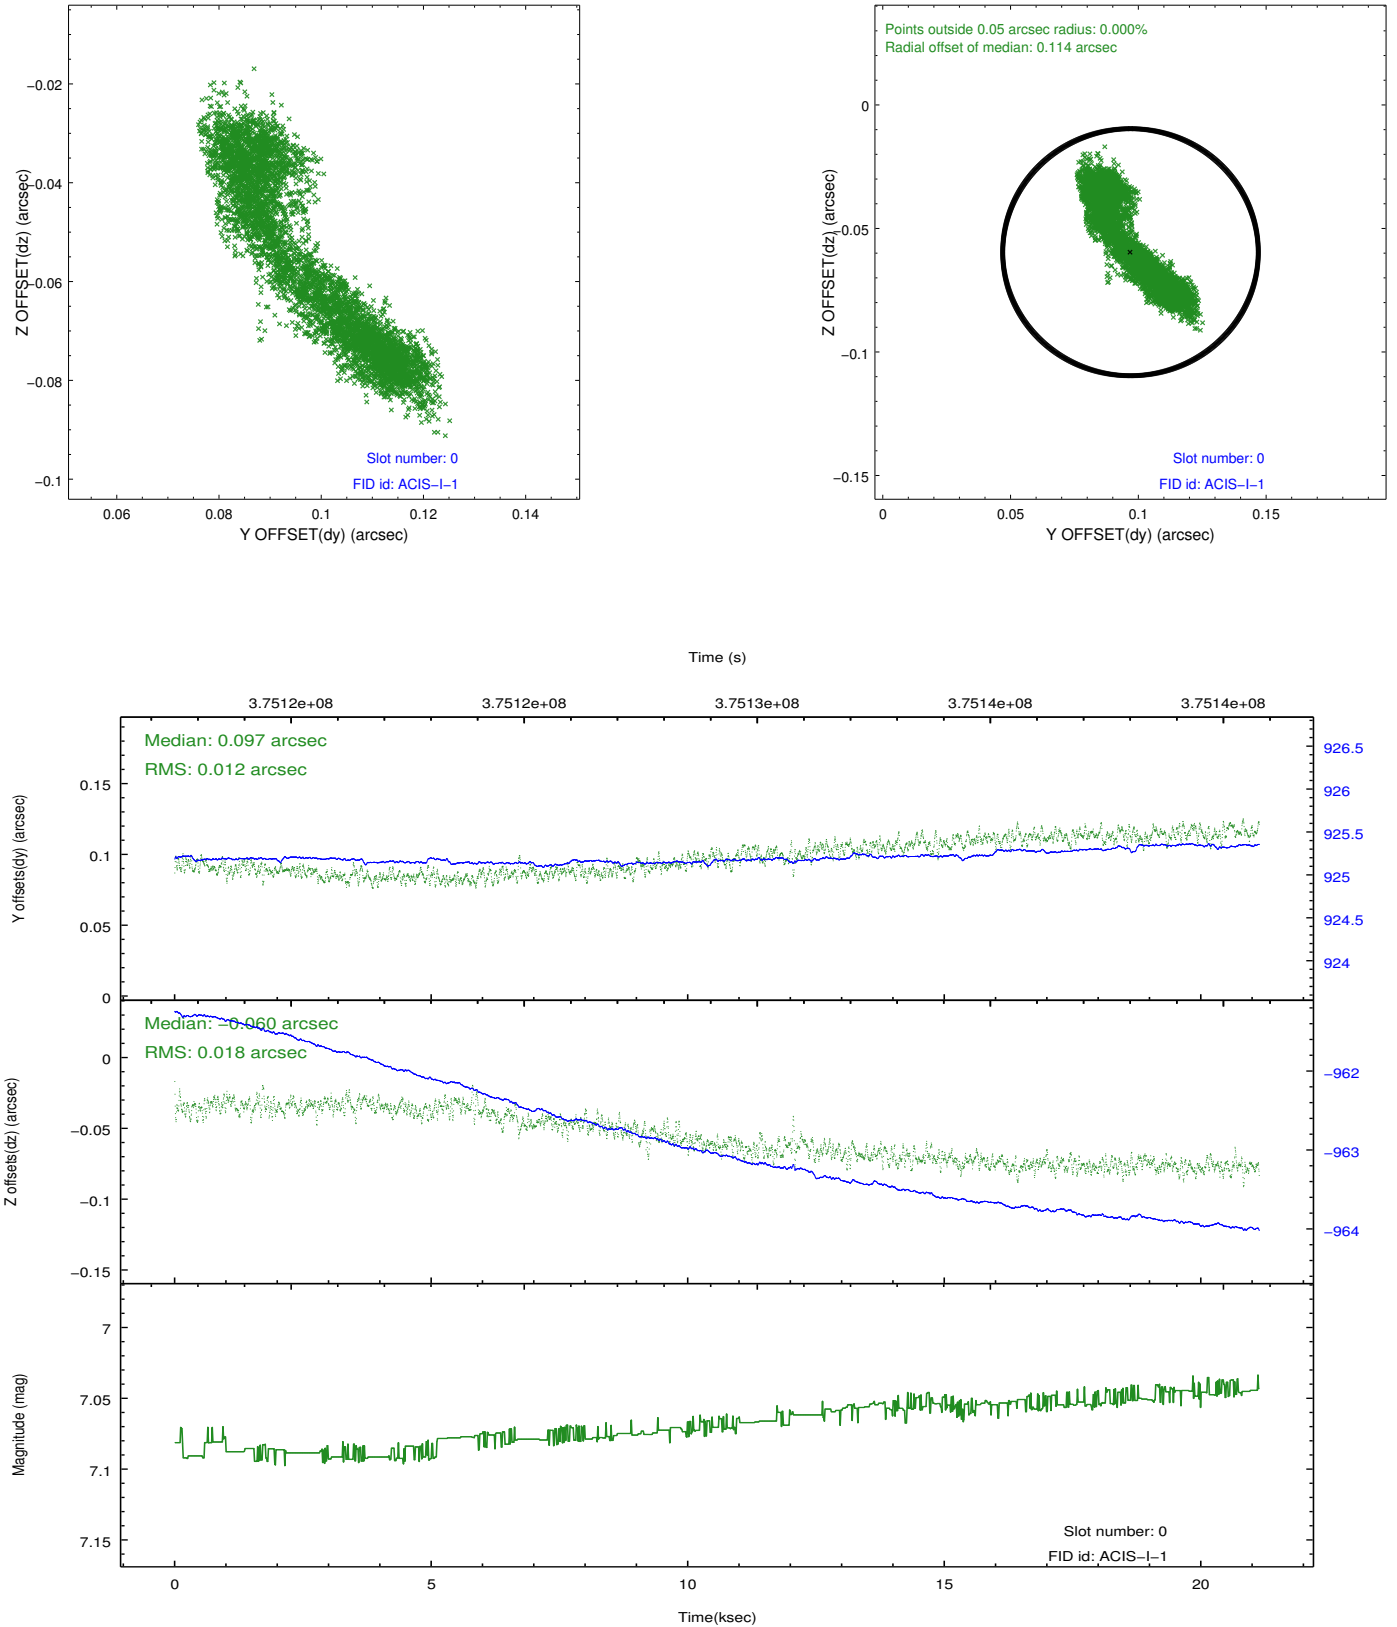 −0.02
−0.04
−0.06
−0.08
−0.1
Z OFFSET(dz) (arcsec)
Slot number: 0
FID id: ACIS−I−1
0.06 0.08 0.1 0.12 0.14
Y OFFSET(dy) (arcsec)
Points outside 0.05 arcsec radius: 0.000%
Radial offset of median: 0.114 arcsec
0
−0.05
−0.1
−0.15
Z OFFSET(dz) (arcsec)
Slot number: 0
FID id: ACIS−I−1
0 0.05 0.1 0.15
Y OFFSET(dy) (arcsec)
Time (s)
3.7512e+08 3.7512e+08 3.7513e+08 3.7514e+08 3.7514e+08
Median: 0.097 arcsec
RMS: 0.012 arcsec
0.15
0.1
0.05
0
Y offsets(dy) (arcsec)
926.5
926
925.5
925
924.5
924
Median: −0.060 arcsec
RMS: 0.018 arcsec
0
−0.05
−0.1
−0.15
Z offsets(dz) (arcsec)
−962
−963
−964
7
7.05
7.1
7.15
Magnitude (mag)
Slot number: 0
FID id: ACIS−I−1
0 5 10 15 20
Time(ksec)